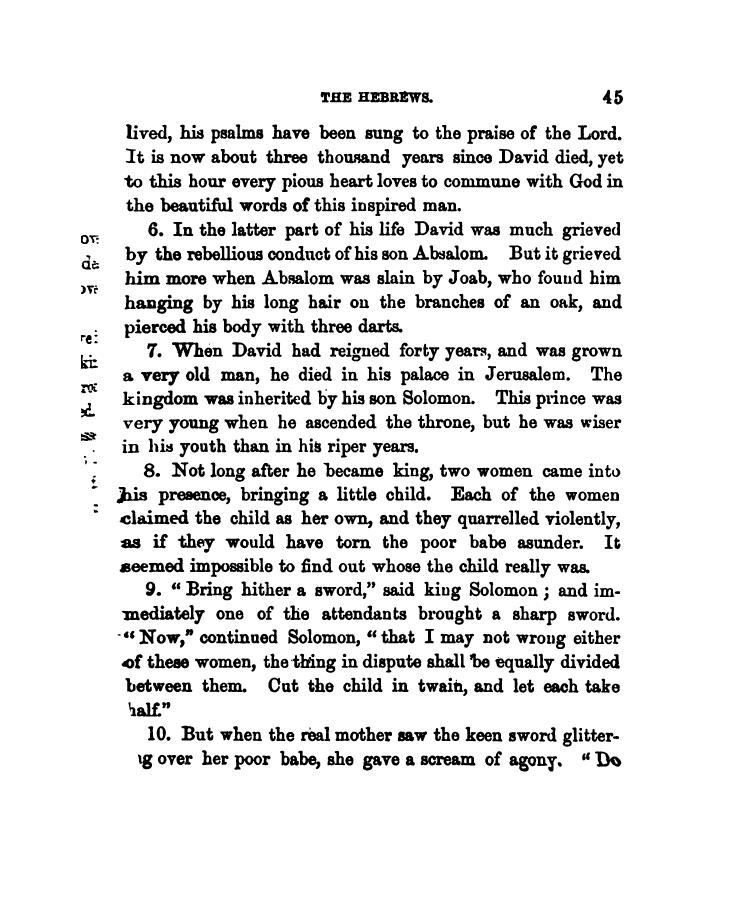 THE HEBREWS. 45
lived, his psalms have been sung to the praise of the Lord.
It is now about three thousand years since David died, yet
to this hour every pious heart loves to commune with God in
the beautiful words of this inspired man.
6. In the latter part of his life David was much grieved
by the rebellious conduct of his son Absalom. But it grieved
him more when Absalom was slain by Joab, who found him
hanging by his long hair on the branches of an oak, and
pierced his body with three darts.
7. When David had reigned forty years, and was grown
a very old man, he died in his palace in Jerusalem. The
kingdom was inherited by his son Solomon. This prince was
very young when he ascended the throne, but he was wiser
in his youth than in his riper years.
8. Not long after he became king, two women came into
his presence, bringing a little child. Each of the women
claimed the child as her own, and they quarrelled violently,
as if they would have torn the poor babe asunder. It
seemed impossible to find out whose the child really was.
9. “Bring hither a sword,” said king Solomon; and im-
mediately one of the attendants brought a sharp sword.
“Now,” continued Solomon, “that I may not wrong either
of these women, the thing in dispute shall be equally divided
between them. Cut the child in twain, and let each take
half.”
10. But when the real mother saw the keen sword glitter-
g over her poor babe, she gave a scream of agony. “Do